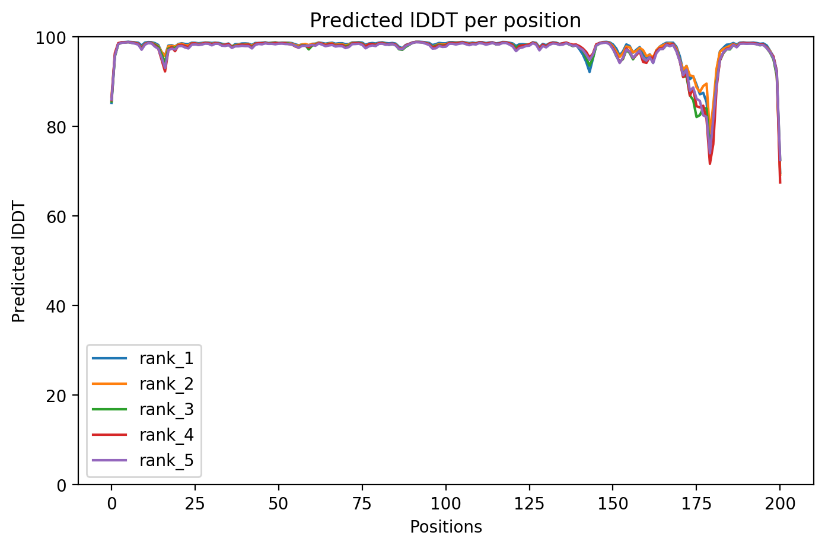 Predicted lDDT per position
100
80
60
40
20
0
Predicted lDDT
rank_1
rank_2
rank_3
rank_4
rank_5
0 25 50 75 100 125 150 175 200
Positions